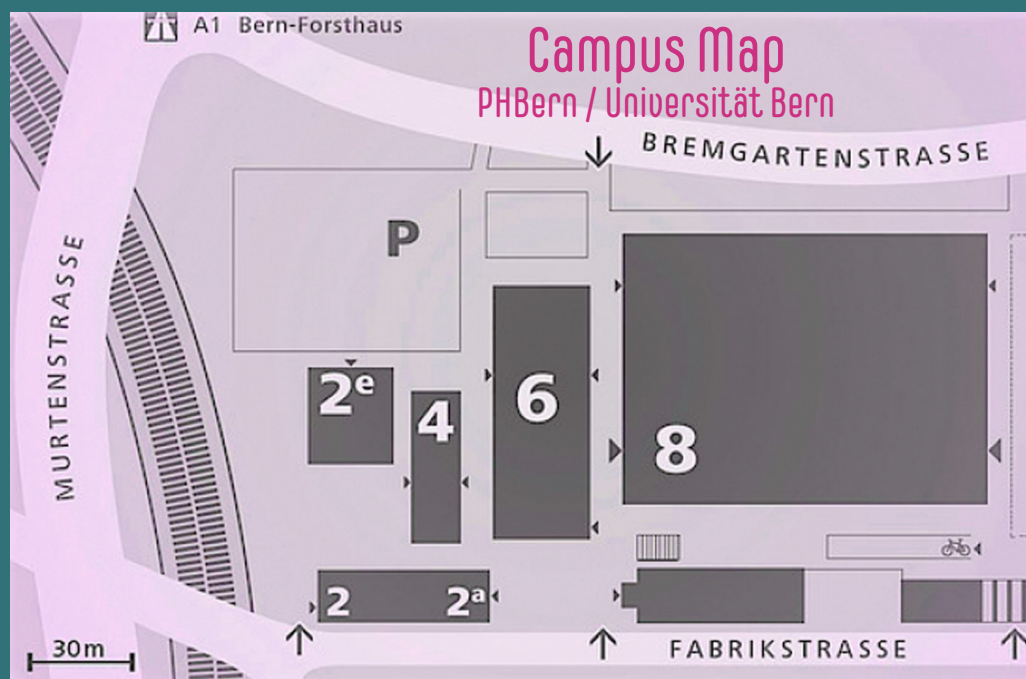 A1 Bern-Forsthaus
Campus Map
PHBern / Universität Bern
BREMGARTENSTRASSE
P
MURTENSTRASSE
2e
4
6
8
2
2a
30m
FABRIKSTRASSE